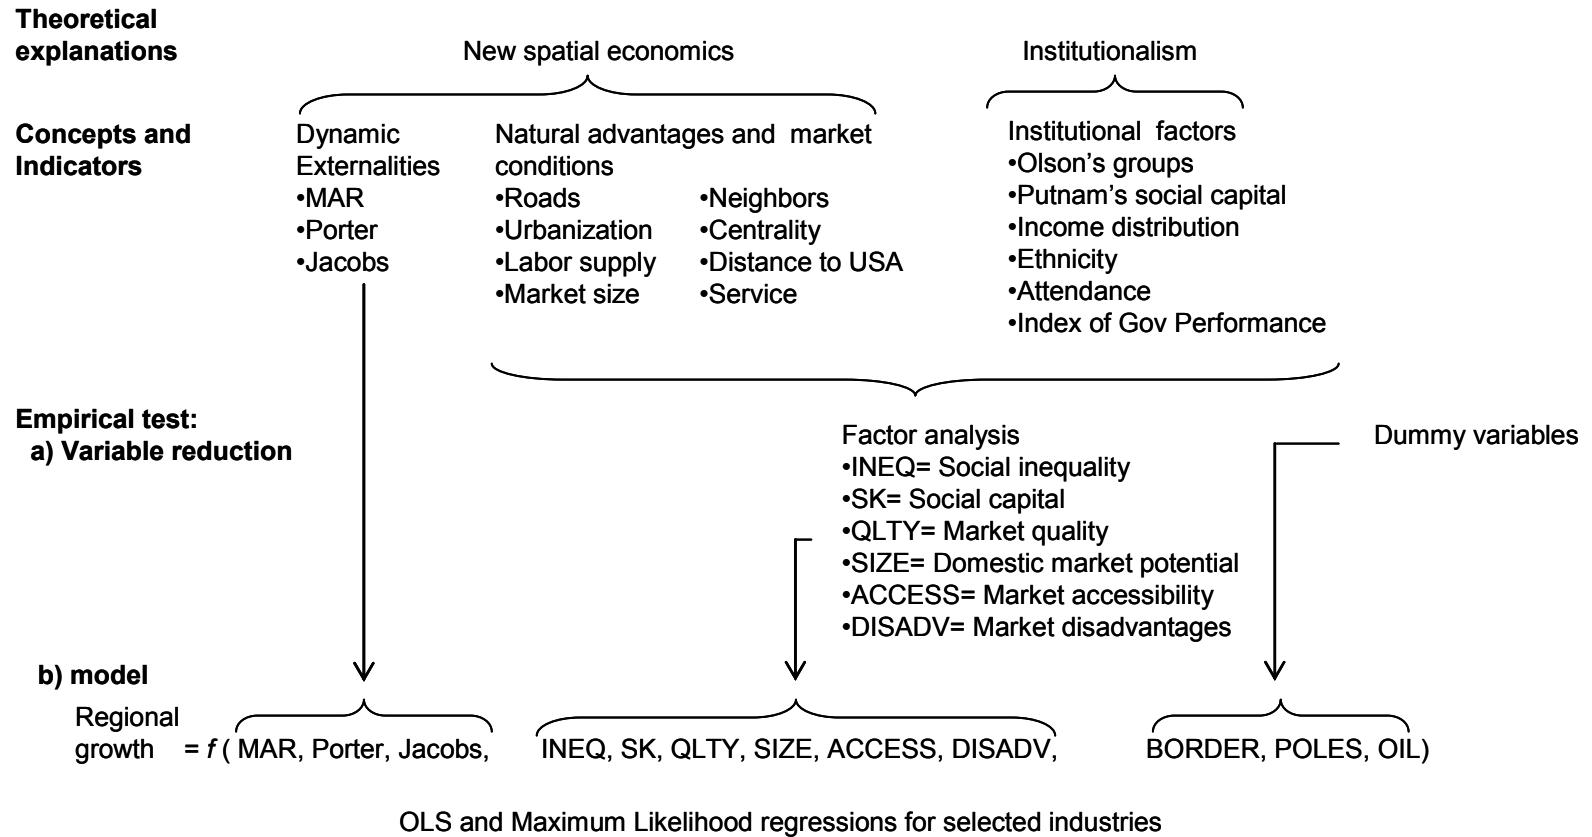 Theoretical
explanations
New spatial economics
Institutionalism
Concepts and
Indicators
Dynamic
Externalities
•MAR
•Porter
•Jacobs
Natural advantages and market
conditions
•Roads
•Urbanization
•Labor supply
•Market size
•Neighbors
•Centrality
•Distance to USA
•Service
Institutional factors
•Olson's groups
•Putnam's social capital
•Income distribution
•Ethnicity
•Attendance
•Index of Gov Performance
Empirical test:
a) Variable reduction
Factor analysis
•INEQ= Social inequality
•SK= Social capital
•QLTY= Market quality
•SIZE= Domestic market potential
•ACCESS= Market accessibility
•DISADV= Market disadvantages
Dummy variables
b) model
Regional
growth = f ( MAR, Porter, Jacobs, INEQ, SK, QLTY, SIZE, ACCESS, DISADV, BORDER, POLES, OIL)
OLS and Maximum Likelihood regressions for selected industries